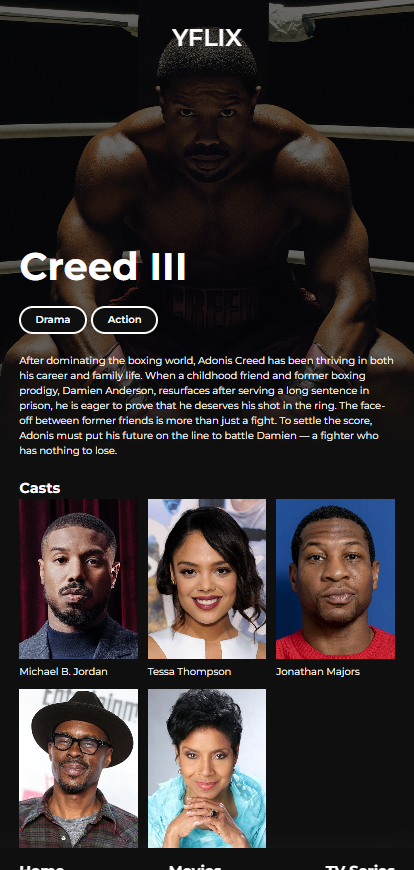 YFLIX
Creed III
Drama
Action
After dominating the boxing world, Adonis Creed has been thriving in both
his career and family life. When a childhood friend and former boxing
prodigy, Damien Anderson, resurfaces after serving a long sentence in
prison, he is eager to prove that he deserves his shot in the ring. The face-
off between former friends is more than just a fight. To settle the score,
Adonis must put his future on the line to battle Damien — a fighter who
has nothing to lose.
Casts
Michael B. Jordan
Tessa Thompson
Jonathan Majors
Home
Movies
TV Series